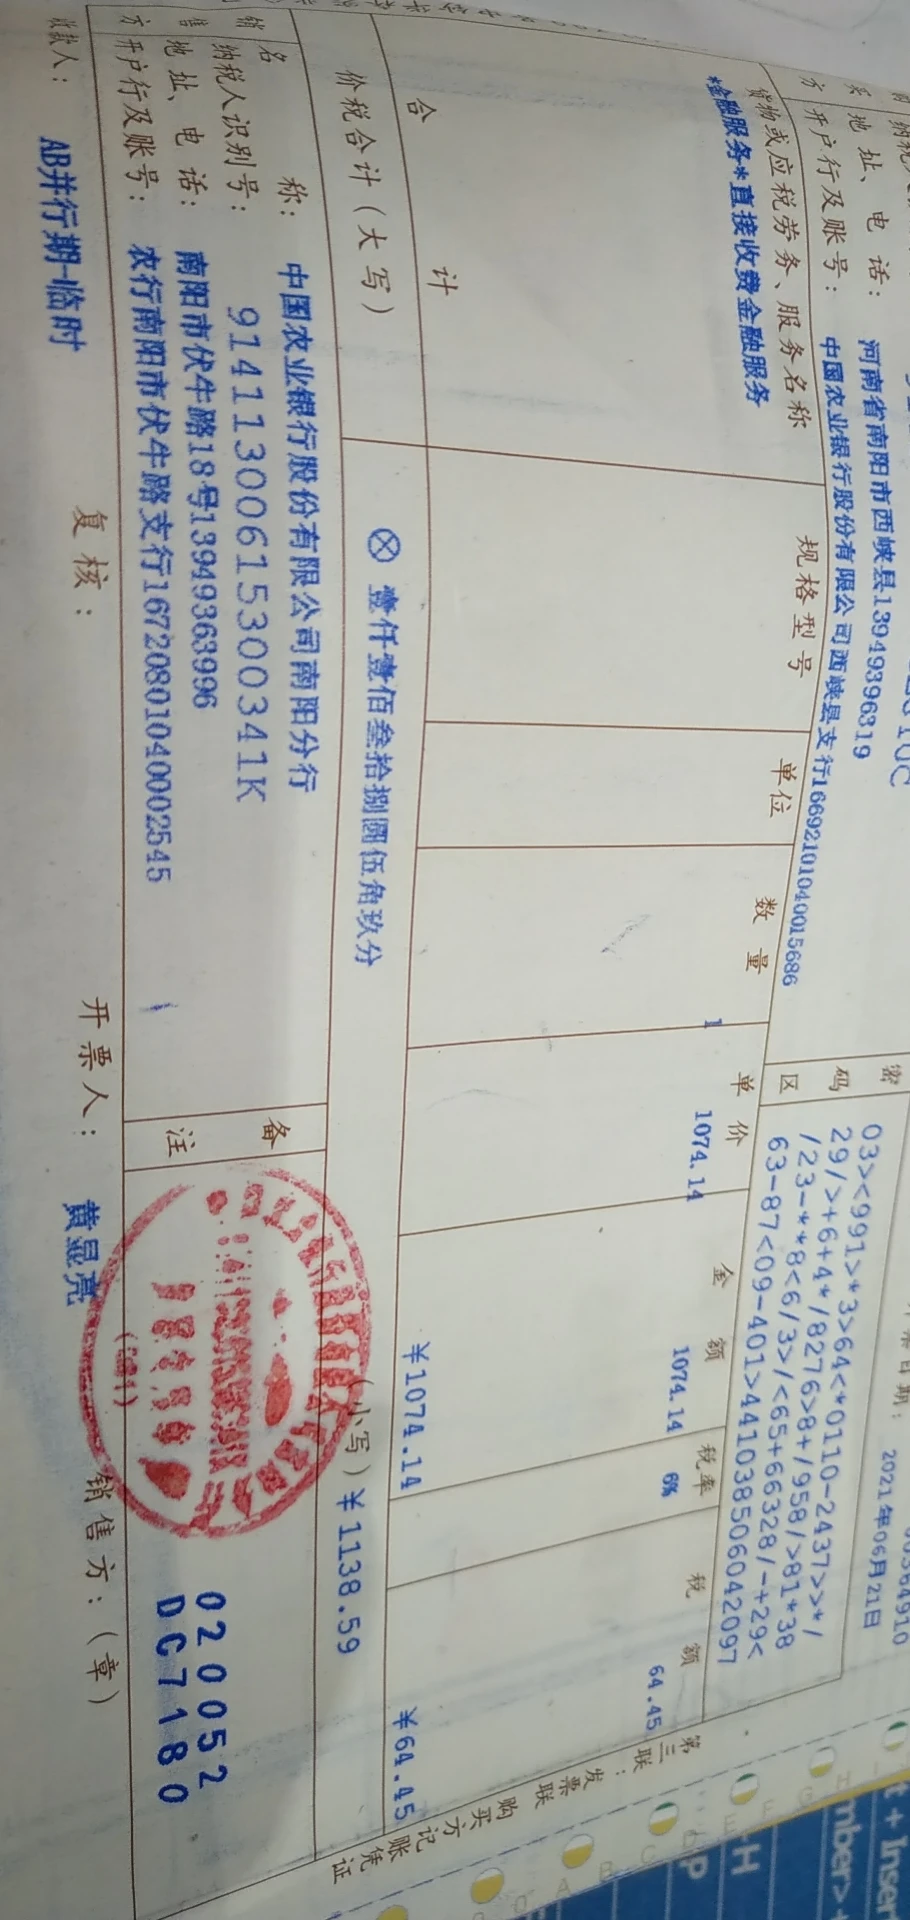 开票日期： 2021年06月21日
地址、电话： 河南省南阳市西峡县13949396319
方 开户行及账号： 中国农业银行股份有限公司西峡县支行16692101040015686
密码区
03><991>*3>64<*0110-2437>>*/
29/>+6+4*/8276>8+/958/>81*38
/23-**8<6/3>/<65+66328/-+29<
63-87<09-401>441038506042097
货物或应税劳务、服务名称 规格型号 单位 数量 单价 金额 税率 税额
*金融服务*直接收费金融服务 1 1074.14 1074.14 6% 64.45
合计 ¥1074.14 ¥64.45
价税合计（大写） ⊗ 壹仟壹佰叁拾捌圆伍角玖分 （小写）¥1138.59
销售方
名称： 中国农业银行股份有限公司南阳分行
纳税人识别号： 91411300615300341K
地址、电话： 南阳市伏牛路18号13949363996
开户行及账号： 农行南阳市伏牛路支行16720801040002545
备注
020052
DC7180
收款人： AB并行期-临时 复核： 开票人： 黄显亮 销售方：（章）
第三联：发票联 购买方记账凭证